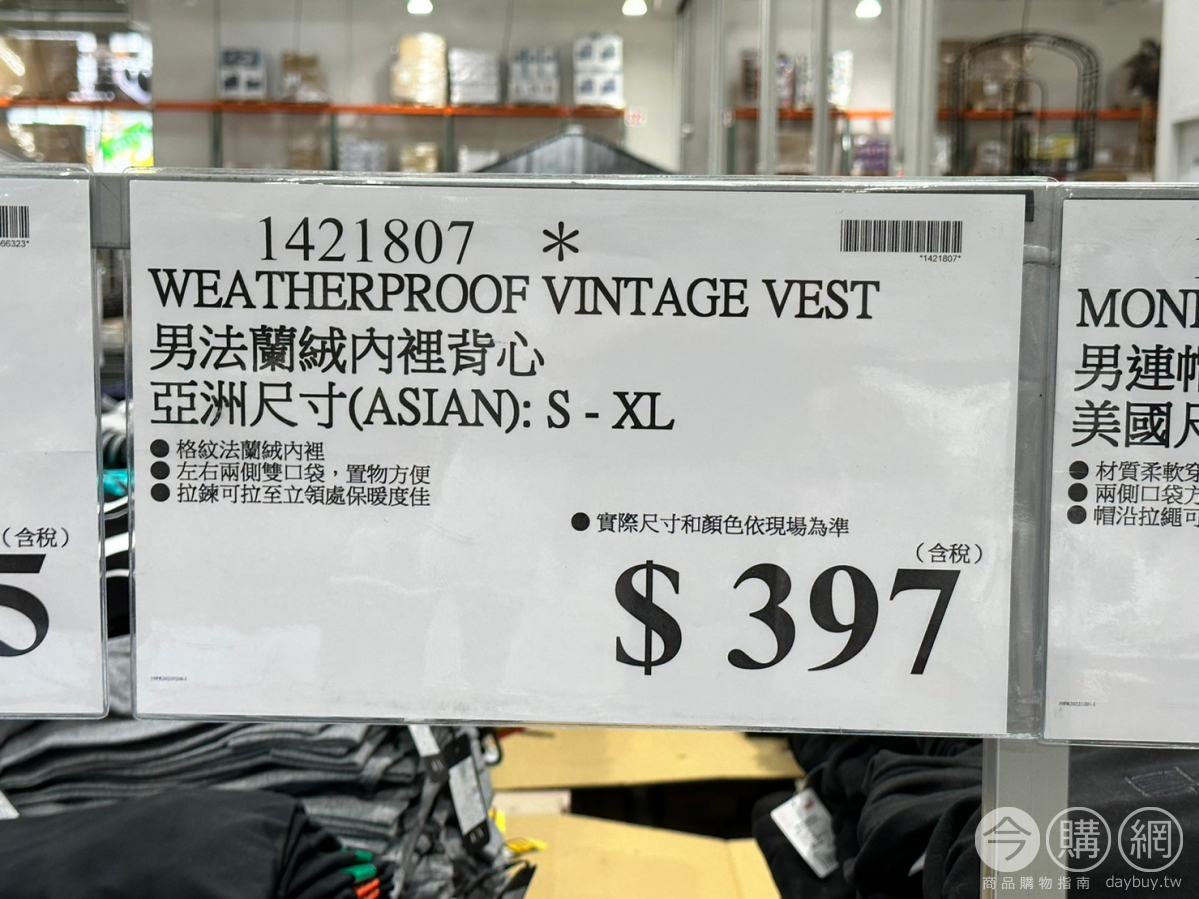 66323*
(含稅)
5
1421807 *
*1421807*
WEATHERPROOF VINTAGE VEST
男法蘭絨內裡背心
亞洲尺寸(ASIAN): S - XL
● 格紋法蘭絨內裡
● 左右兩側雙口袋，置物方便
● 拉鍊可拉至立領處保暖度佳
● 實際尺寸和顏色依現場為準
(含稅)
$ 397
男連帽
美國尺
● 材質柔軟穿
● 兩側口袋方
● 帽沿拉繩可
今購網
商品購物指南 daybuy.tw